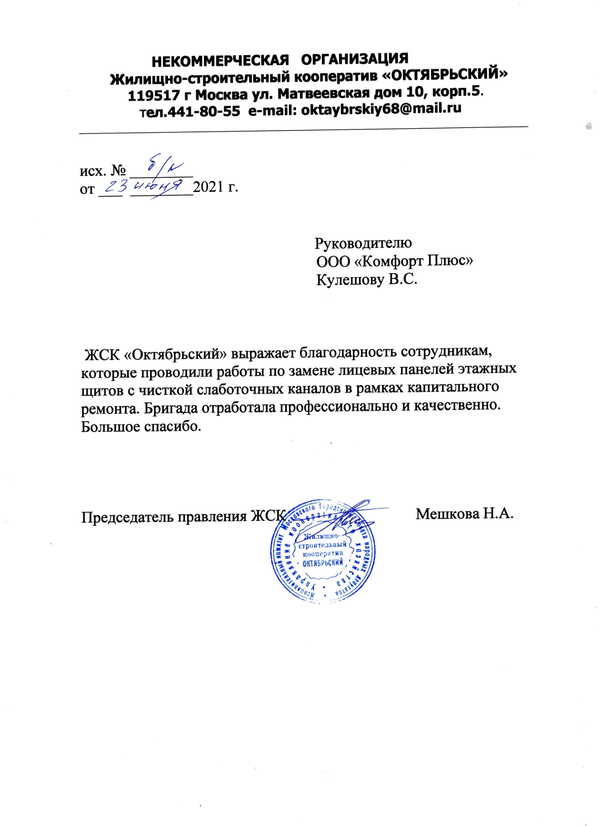 НЕКОММЕРЧЕСКАЯ ОРГАНИЗАЦИЯ
Жилищно-строительный кооператив «ОКТЯБРЬСКИЙ»
119517 г Москва ул. Матвеевская дом 10, корп.5.
тел.441-80-55 e-mail: oktaybrskiy68@mail.ru
исх. № б/н
от 23 июня 2021 г.
Руководителю
ООО «Комфорт Плюс»
Кулешову В.С.
ЖСК «Октябрьский» выражает благодарность сотрудникам,
которые проводили работы по замене лицевых панелей этажных
щитов с чисткой слаботочных каналов в рамках капитального
ремонта. Бригада отработала профессионально и качественно.
Большое спасибо.
Председатель правления ЖСК
Мешкова Н.А.
Жилищно-
строительный
кооператив
ОКТЯБРЬСКИЙ